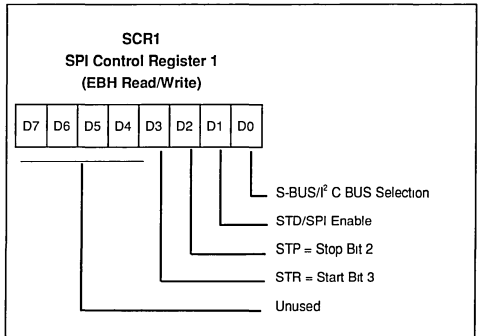 SCR1
SPI Control Register 1
(EBH Read/Write)
D7 D6 D5 D4 D3 D2 D1 D0
S-BUS/I² C BUS Selection
STD/SPI Enable
STP = Stop Bit 2
STR = Start Bit 3
Unused